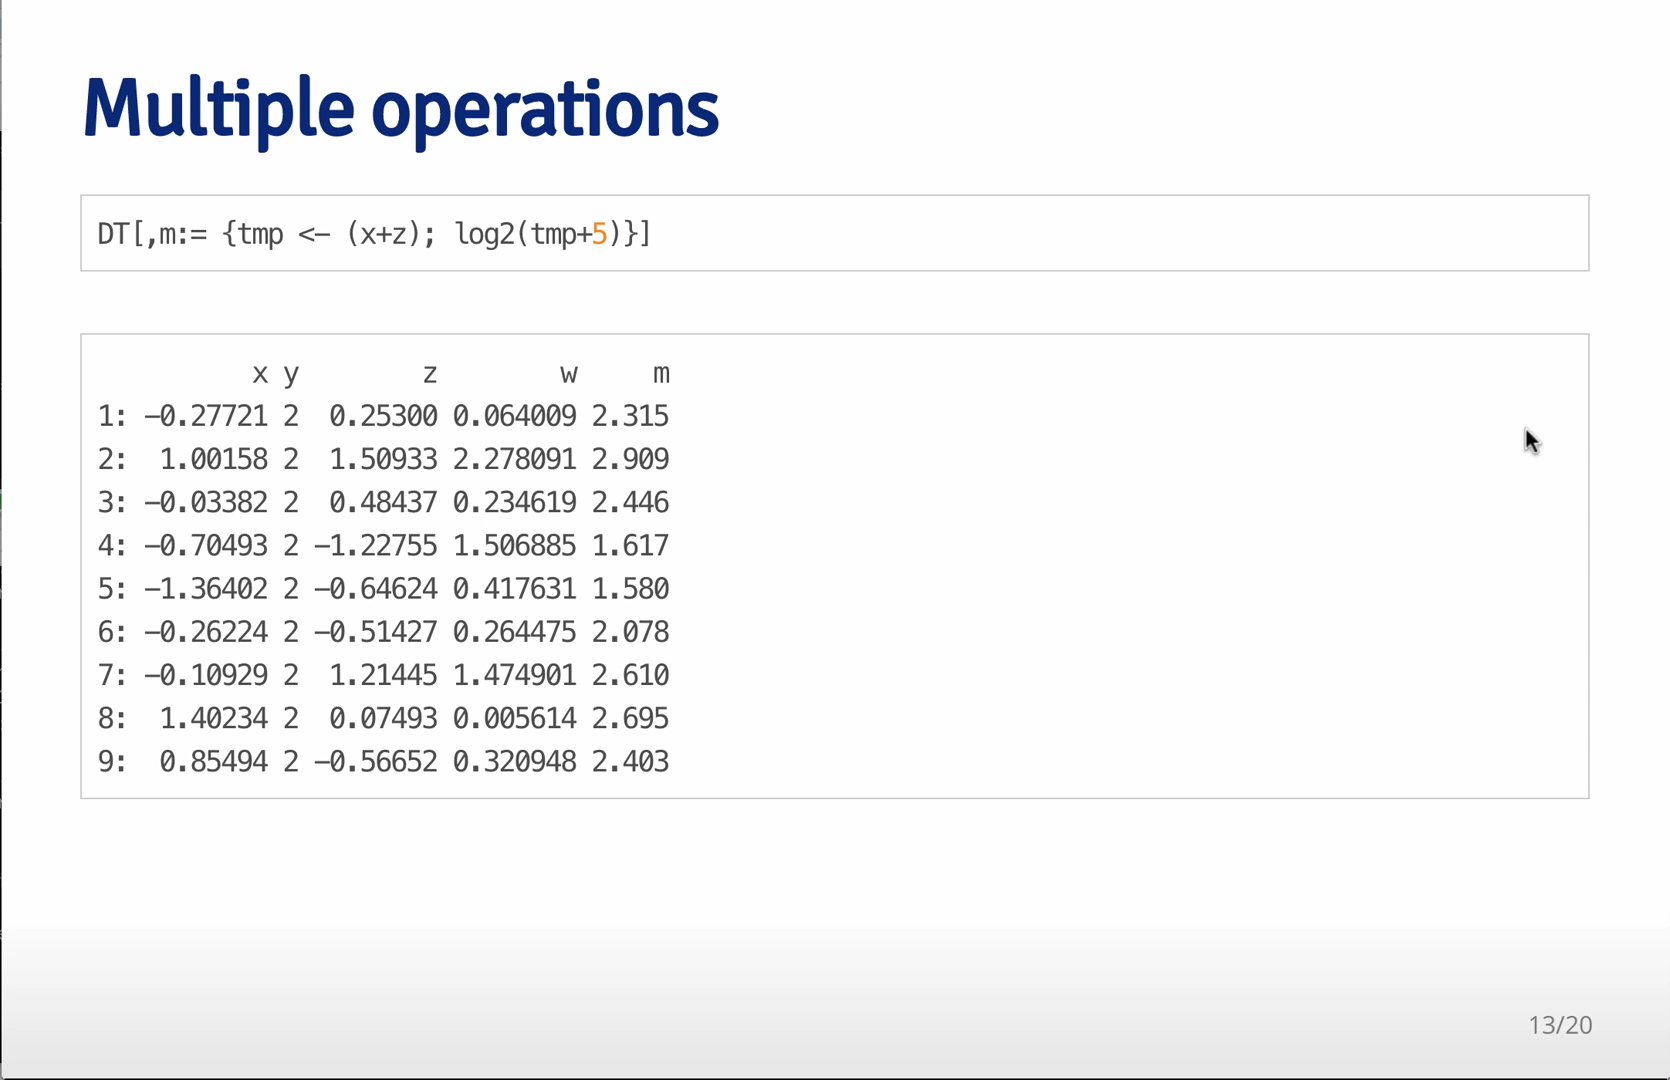 Multiple operations
DT[,m:= {tmp <- (x+z); log2(tmp+5)}]
x y z w m
1: -0.27721 2 0.25300 0.064009 2.315
2: 1.00158 2 1.50933 2.278091 2.909
3: -0.03382 2 0.48437 0.234619 2.446
4: -0.70493 2 -1.22755 1.506885 1.617
5: -1.36402 2 -0.64624 0.417631 1.580
6: -0.26224 2 -0.51427 0.264475 2.078
7: -0.10929 2 1.21445 1.474901 2.610
8: 1.40234 2 0.07493 0.005614 2.695
9: 0.85494 2 -0.56652 0.320948 2.403
13/20